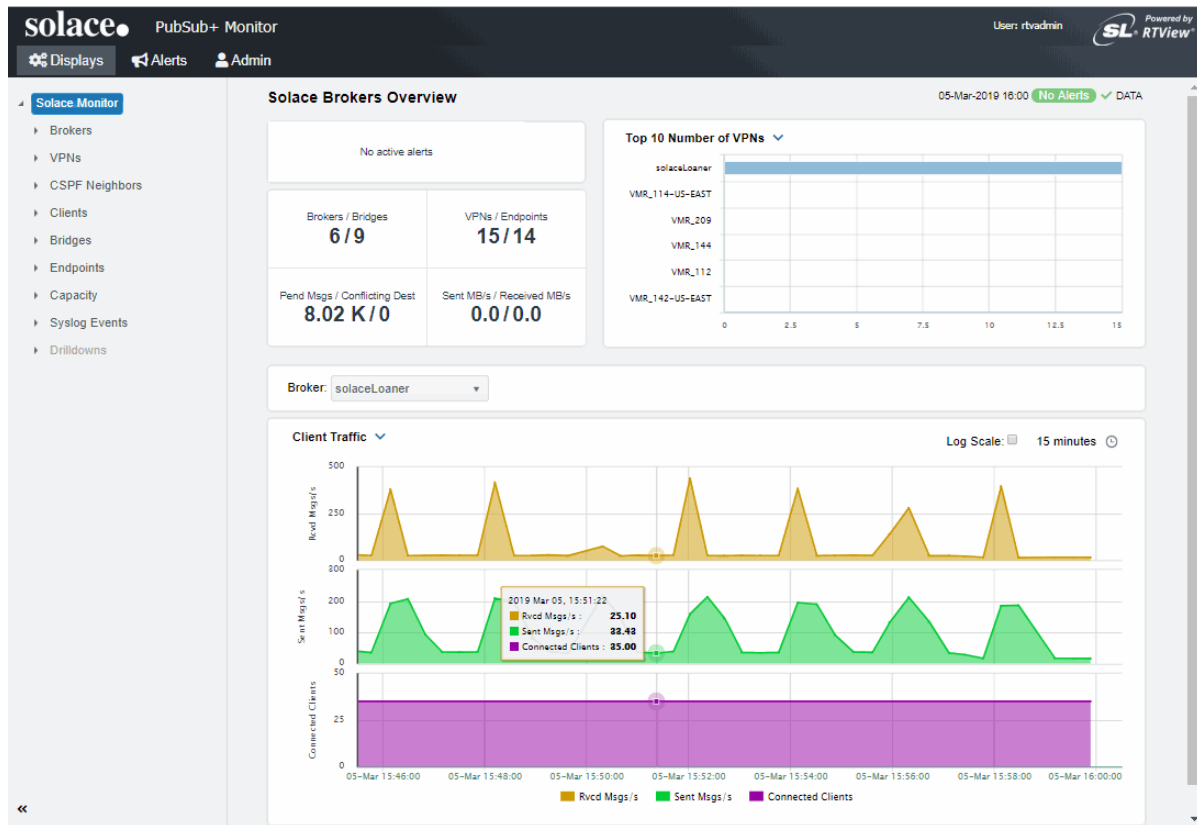 solace.
PubSub+ Monitor
User: rtvadmin
SL
Powered by
RTView
Displays
Alerts
Admin
Solace Monitor
Brokers
VPNs
CSPF Neighbors
Clients
Bridges
Endpoints
Capacity
Syslog Events
Drilldowns
«
Solace Brokers Overview
05-Mar-2019 16:00 No Alerts DATA
No active alerts
Brokers / Bridges
6/9
VPNs / Endpoints
15/14
Pend Msgs / Conflicting Dest
8.02 K/0
Sent MB/s / Received MB/s
0.0/0.0
Top 10 Number of VPNs
solaceLoaner
VMR_114-US-EAST
VMR_209
VMR_144
VMR_112
VMR_142-US-EAST
0 2.5 5 7.5 10 12.5 15
Broker: solaceLoaner
Client Traffic
Log Scale: 15 minutes
Rcvd Msgs/s
500
250
0
Sent Msgs/s
300
200
100
0
Connected Clients
50
25
0
2019 Mar 05, 15:51:22
Rvcd Msgs/s : 25.10
Sent Msgs/s :
Connected Clients : 35.00
05-Mar 15:46:00 05-Mar 15:48:00 05-Mar 15:50:00 05-Mar 15:52:00 05-Mar 15:54:00 05-Mar 15:56:00 05-Mar 15:58:00 05-Mar 16:00:00
Rvcd Msgs/s Sent Msgs/s Connected Clients